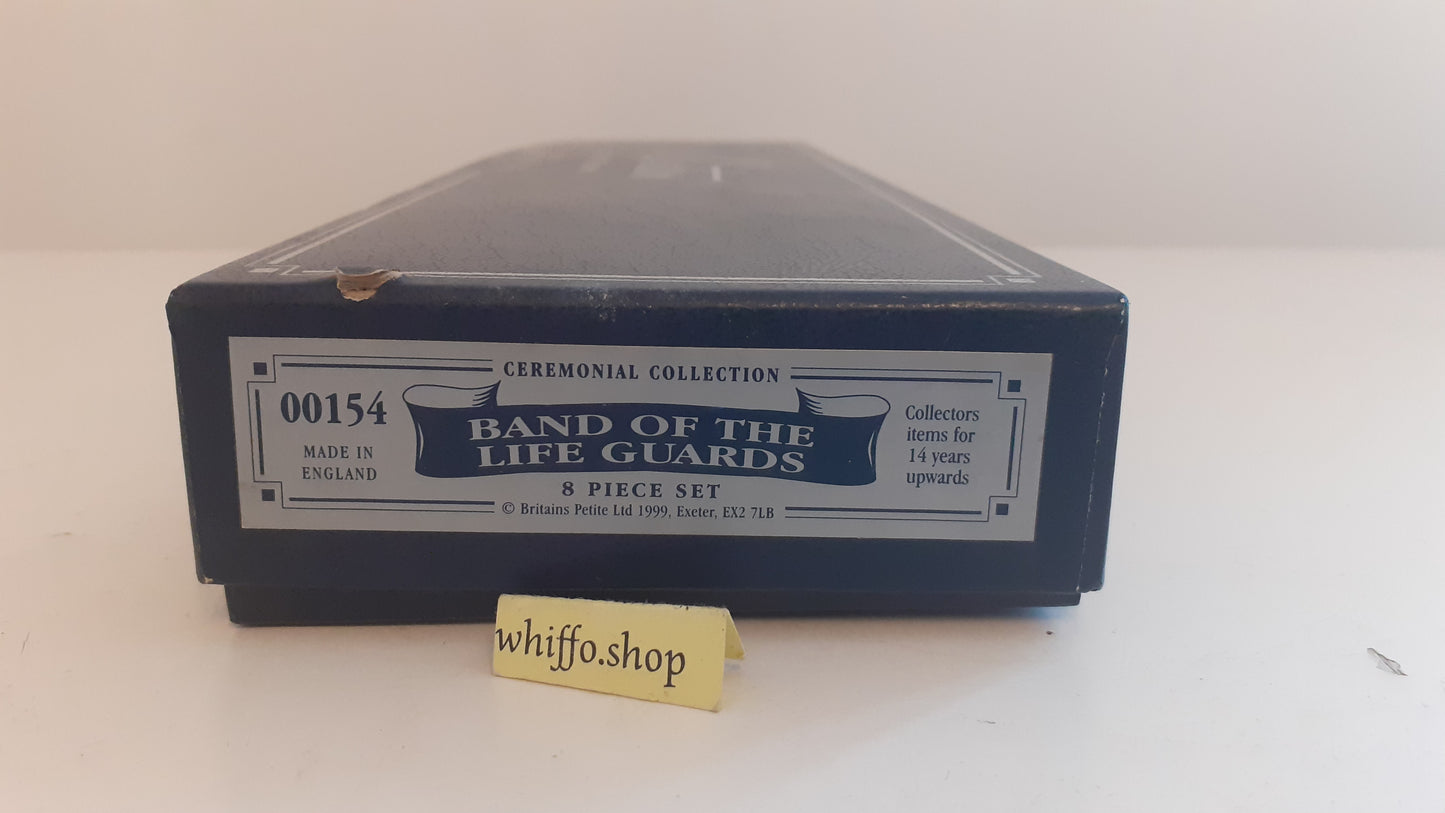 CEREMONIAL COLLECTION
00154
MADE IN
ENGLAND
BAND OF THE
LIFE GUARDS
8 PIECE SET
© Britains Petite Ltd 1999, Exeter, EX2 7LB
Collectors
items for
14 years
upwards
whiffo.shop